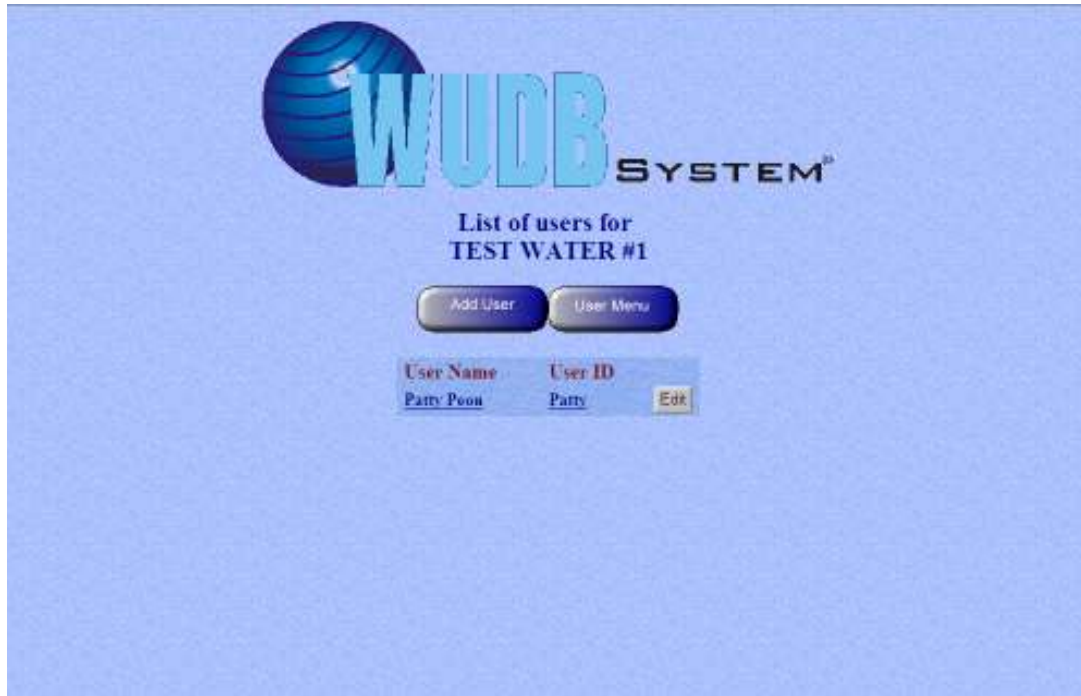 WUDB SYSTEM
List of users for
TEST WATER #1
Add User User Menu
User Name User ID
Patty Poon Patty Edit